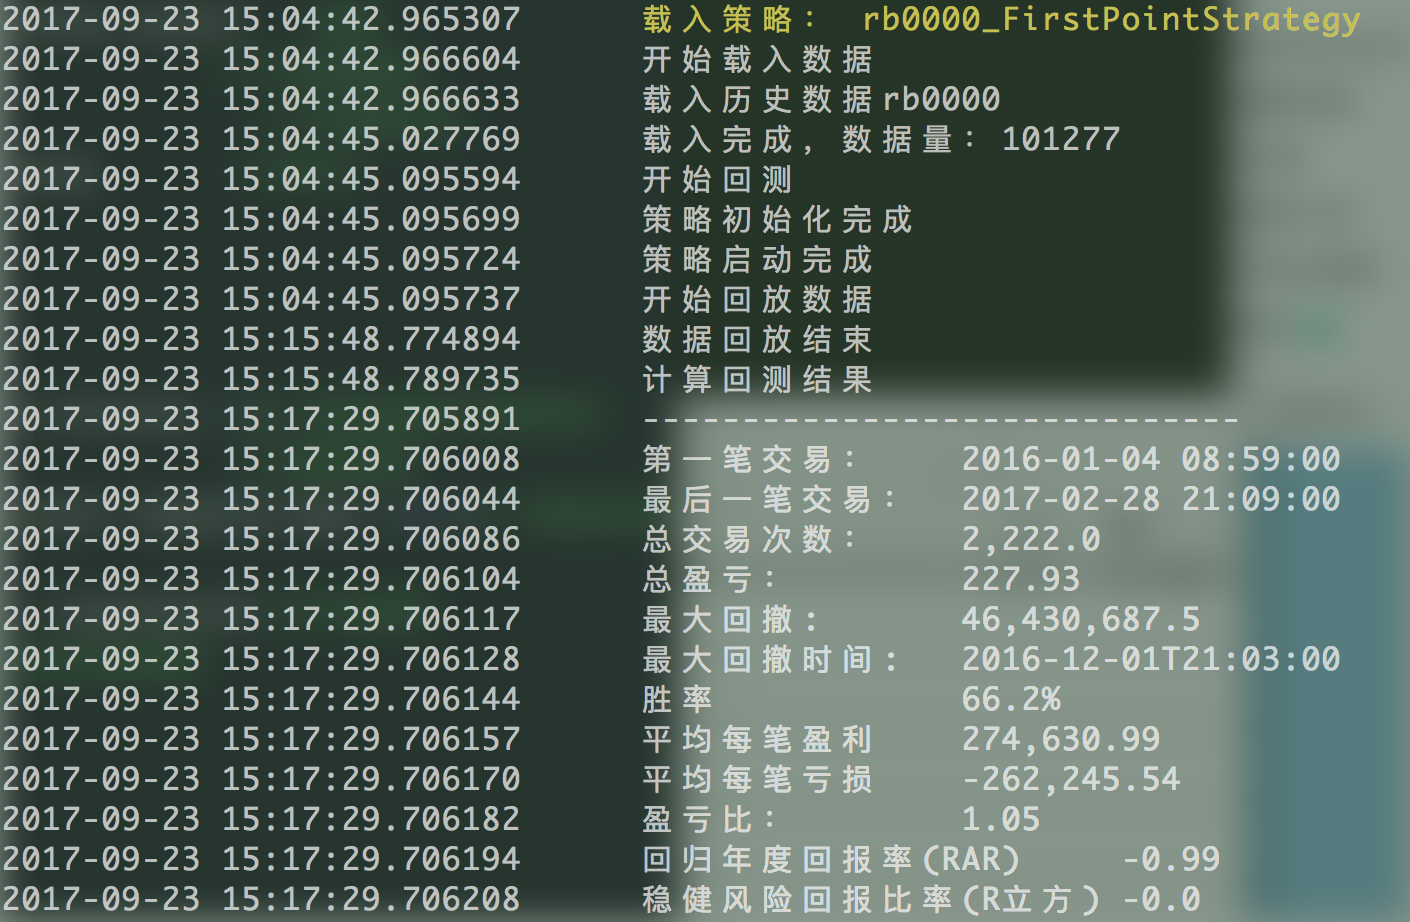 2017-09-23 15:04:42.965307 载入策略： rb0000_FirstPointStrategy
2017-09-23 15:04:42.966604 开始载入数据
2017-09-23 15:04:42.966633 载入历史数据rb0000
2017-09-23 15:04:45.027769 载入完成，数据量：101277
2017-09-23 15:04:45.095594 开始回测
2017-09-23 15:04:45.095699 策略初始化完成
2017-09-23 15:04:45.095724 策略启动完成
2017-09-23 15:04:45.095737 开始回放数据
2017-09-23 15:15:48.774894 数据回放结束
2017-09-23 15:15:48.789735 计算回测结果
2017-09-23 15:17:29.705891 ------------------------------
2017-09-23 15:17:29.706008 第一笔交易： 2016-01-04 08:59:00
2017-09-23 15:17:29.706044 最后一笔交易： 2017-02-28 21:09:00
2017-09-23 15:17:29.706086 总交易次数： 2,222.0
2017-09-23 15:17:29.706104 总盈亏： 227.93
2017-09-23 15:17:29.706117 最大回撤: 46,430,687.5
2017-09-23 15:17:29.706128 最大回撤时间: 2016-12-01T21:03:00
2017-09-23 15:17:29.706144 胜率 66.2%
2017-09-23 15:17:29.706157 平均每笔盈利 274,630.99
2017-09-23 15:17:29.706170 平均每笔亏损 -262,245.54
2017-09-23 15:17:29.706182 盈亏比： 1.05
2017-09-23 15:17:29.706194 回归年度回报率(RAR) -0.99
2017-09-23 15:17:29.706208 稳健风险回报比率(R立方) -0.0